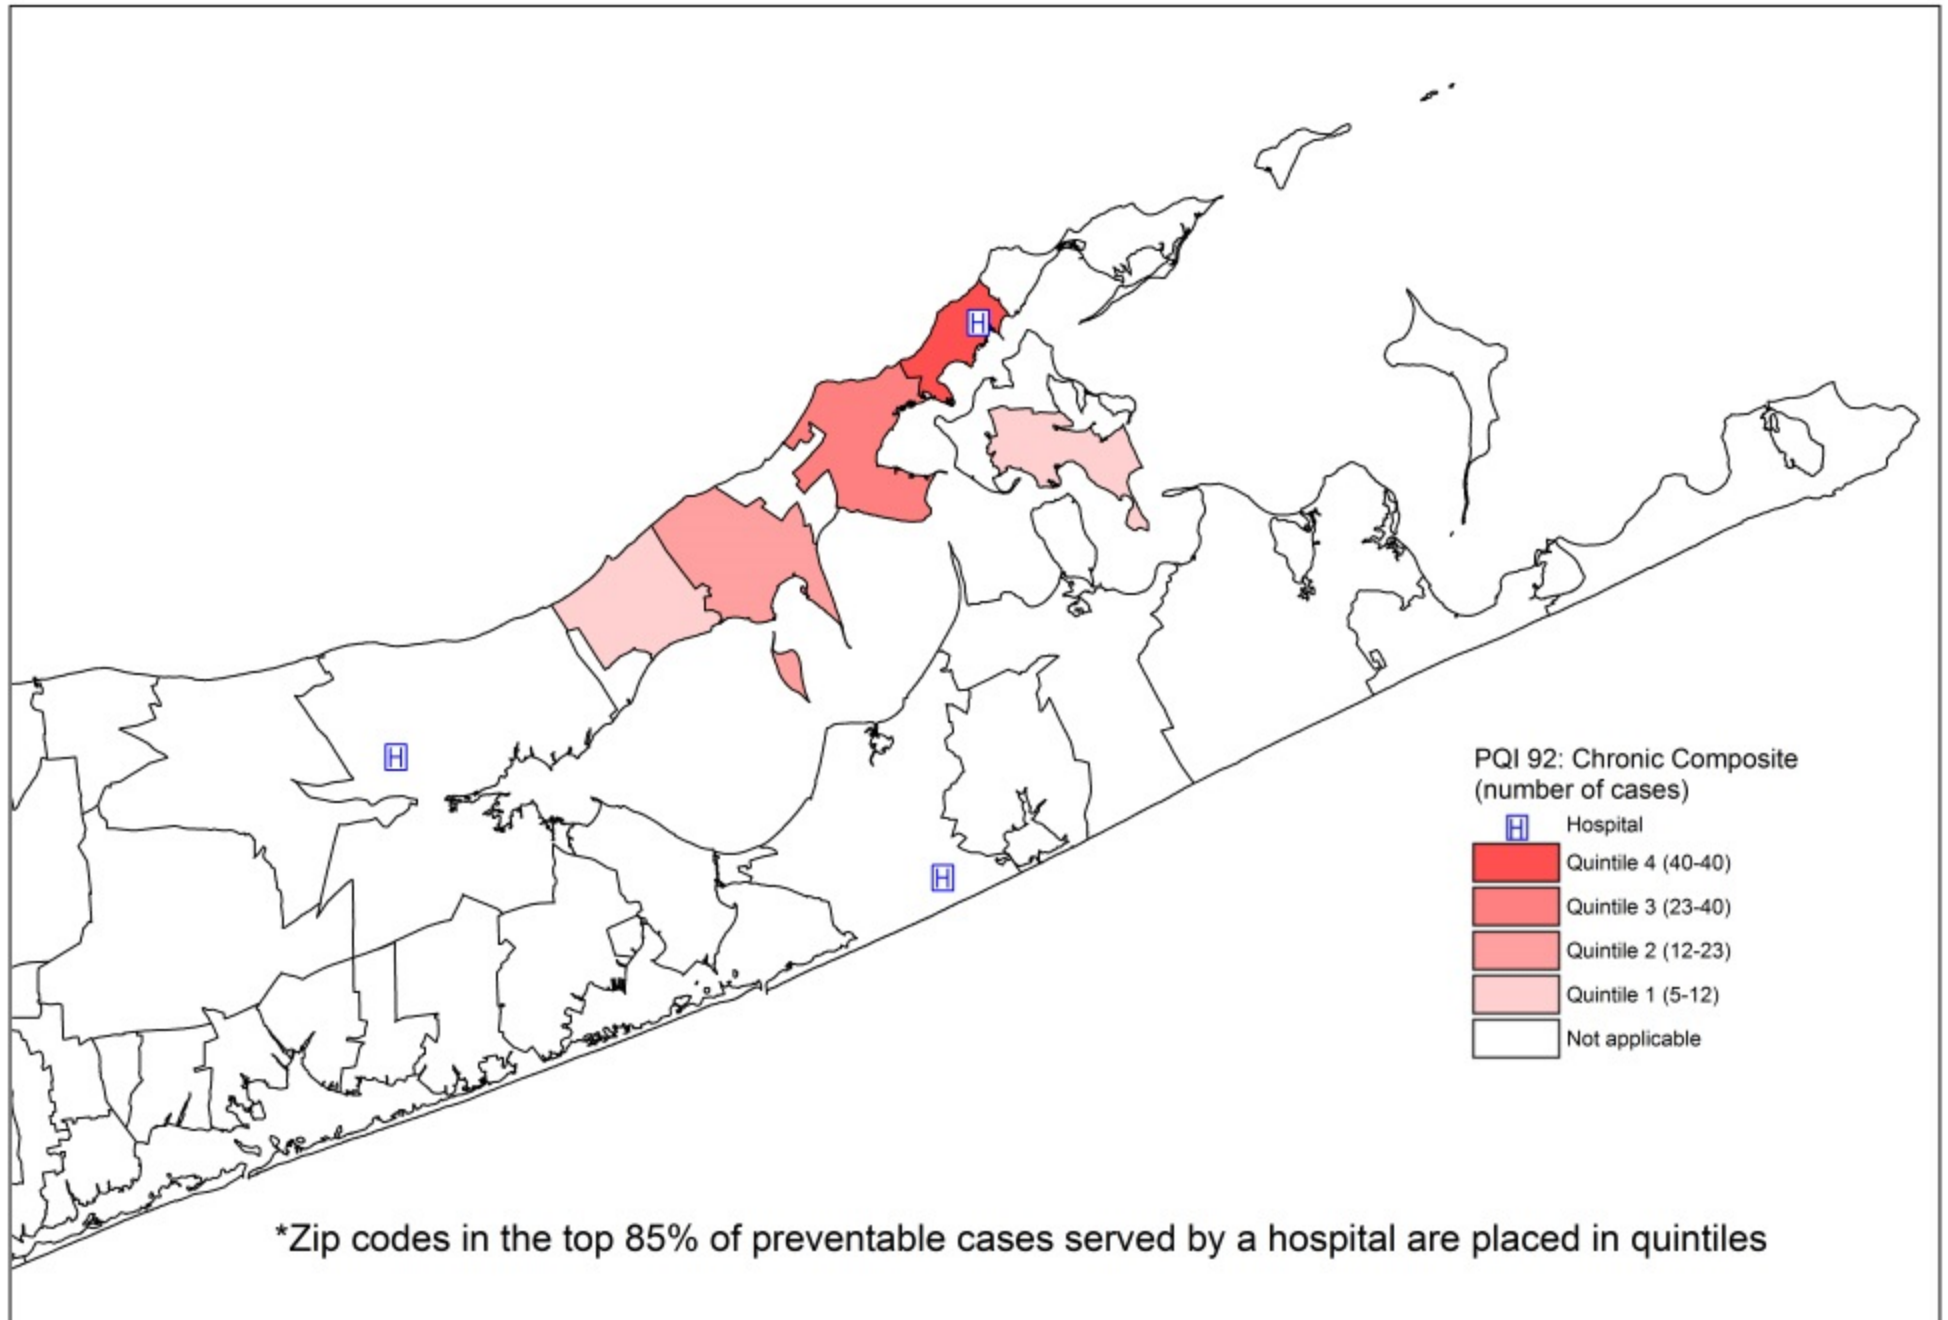 H
H
H
PQI 92: Chronic Composite
(number of cases)
H Hospital
Quintile 4 (40-40)
Quintile 3 (23-40)
Quintile 2 (12-23)
Quintile 1 (5-12)
Not applicable
*Zip codes in the top 85% of preventable cases served by a hospital are placed in quintiles